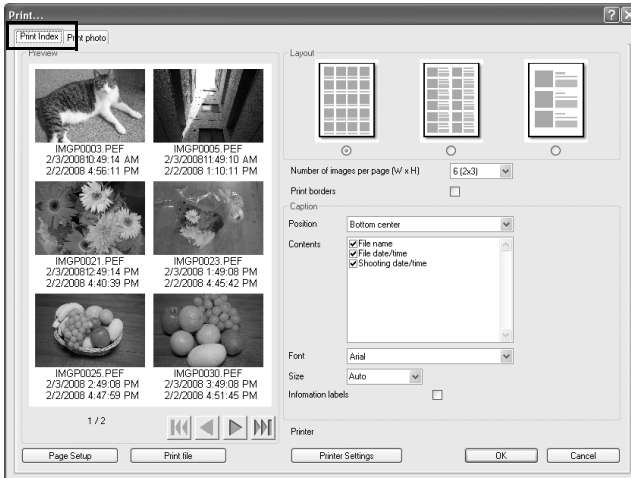 Print...
Print Index
Print photo
Preview
IMGP0003.PEF
2/3/200810:49:14 AM
2/2/2008 4:56:11 PM
IMGP0005.PEF
2/3/200811:49:10 AM
2/2/2008 1:10:11 PM
IMGP0021.PEF
2/3/200812:49:14 PM
2/2/2008 4:40:39 PM
IMGP0023.PEF
2/3/2008 1:49:08 PM
2/2/2008 4:45:42 PM
IMGP0025.PEF
2/3/2008 2:49:08 PM
2/2/2008 4:47:59 PM
IMGP0030.PEF
2/3/2008 3:49:08 PM
2/2/2008 4:51:45 PM
1 / 2
Page Setup
Print file
Layout
Number of images per page (W x H)
6 (2x3)
Print borders
Caption
Position
Bottom center
Contents
File name
File date/time
Shooting date/time
Font
Arial
Size
Auto
Infomation labels
Printer
Printer Settings
OK
Cancel